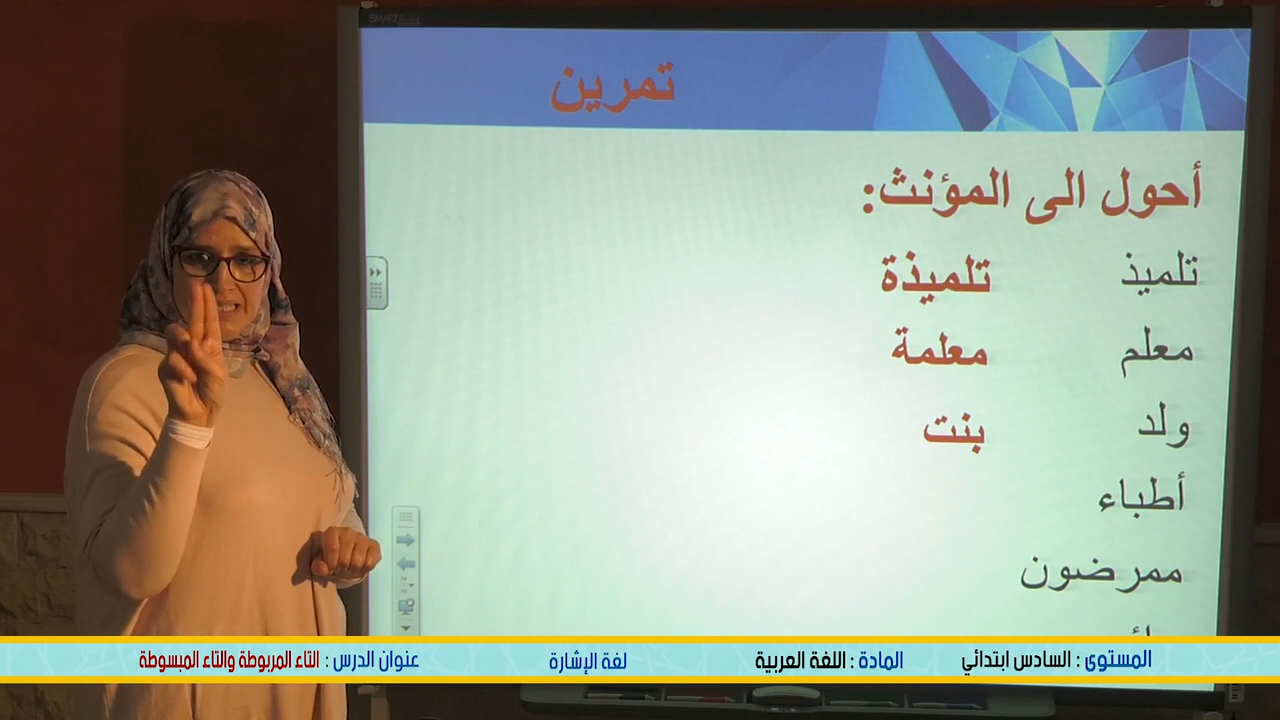 تمرين
أحول الى المؤنث:
تلميذ تلميذة
معلم معلمة
ولد بنت
أطباء
ممرضون
المستوى : السادس ابتدائي المادة : اللغة العربية لغة الإشارة عنوان الدرس : التاء المربوطة والتاء المبسوطة